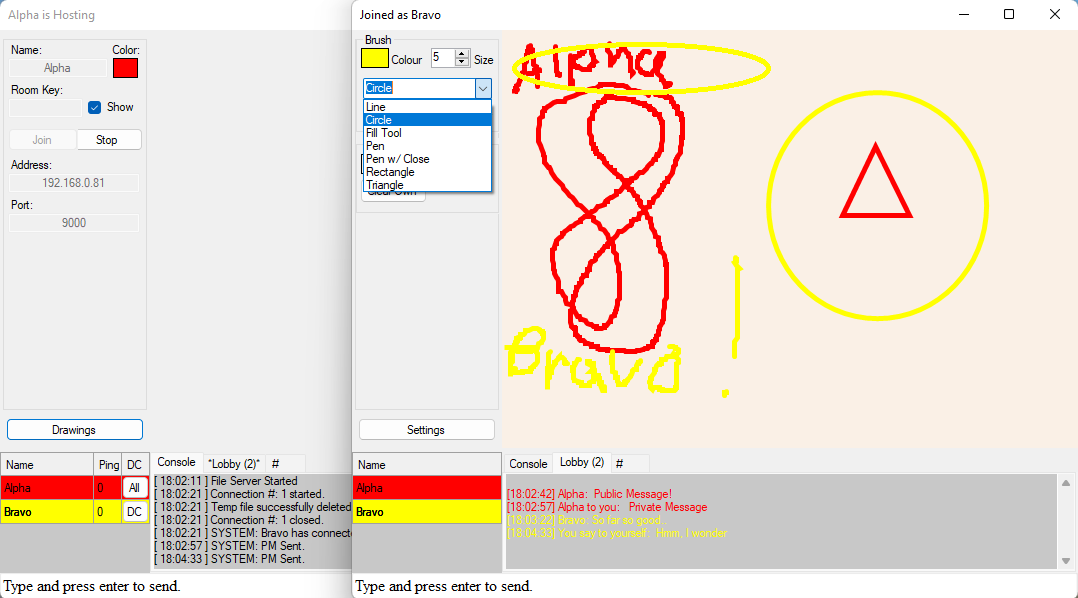 Alpha is Hosting
Name:
Color:
Alpha
Room Key:
Show
Join
Stop
Address:
192.168.0.81
Port:
9000
Drawings
Name
Ping
DC
Alpha
0
All
Bravo
0
DC
Console
*Lobby (2)*
#
[ 18:02:11 ] File Server Started
[ 18:02:21 ] Connection #: 1 started.
[ 18:02:21 ] Temp file successfully deleted
[ 18:02:21 ] Connection #: 1 closed.
[ 18:02:21 ] SYSTEM: Bravo has connecte
[ 18:02:57 ] SYSTEM: PM Sent.
[ 18:04:33 ] SYSTEM: PM Sent.
Type and press enter to send.
Joined as Bravo
Brush
Colour
5
Size
Circle
Line
Circle
Fill Tool
Pen
Pen w/ Close
Rectangle
Triangle
Clear Own
Settings
Alpha
Bravo !
Name
Alpha
Bravo
Console
Lobby (2)
#
[18:02:42] Alpha: Public Message!
[18:02:57] Alpha to you: Private Message
[18:03:22] Bravo: So far so good...
[18:04:33] You say to yourself: Hmm, I wonder
Type and press enter to send.